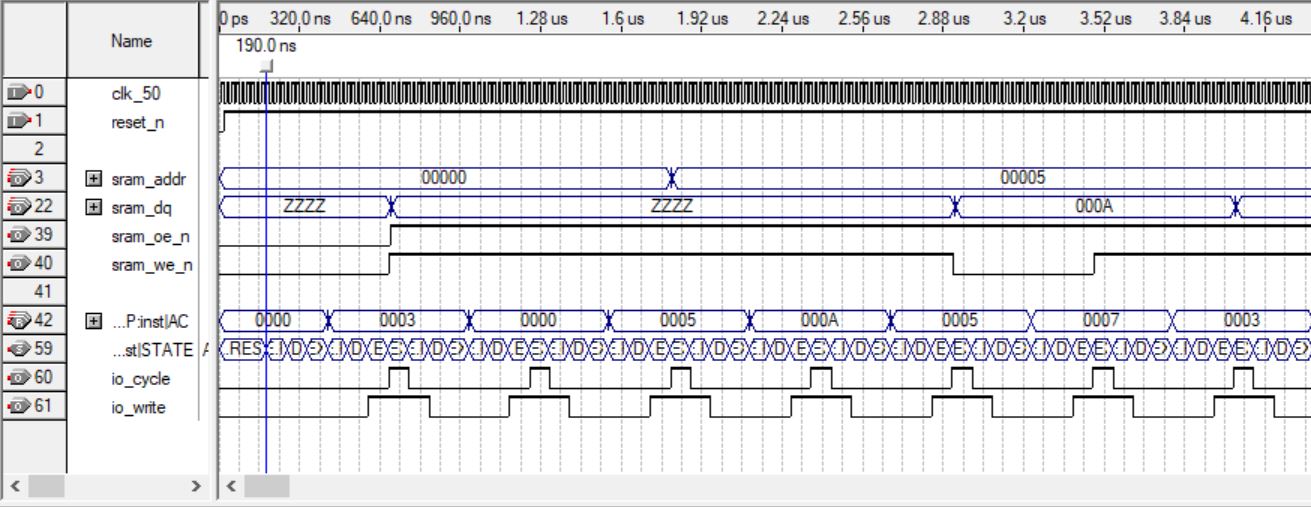 0 ps 320.0 ns 640.0 ns 960.0 ns 1.28 us 1.6 us 1.92 us 2.24 us 2.56 us 2.88 us 3.2 us 3.52 us 3.84 us 4.16 us
Name
190.0 ns
0 clk_50
1 reset_n
2
3 sram_addr 00000 00005
22 sram_dq ZZZZ ZZZZ 000A
39 sram_oe_n
40 sram_we_n
41
42 ...P:inst|AC 0000 0003 0000 0005 000A 0005 0007 0003
59 ...st|STATE RES
60 io_cycle
61 io_write